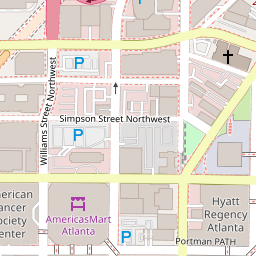 Williams Street Northwest
P
Simpson Street Northwest
P
American
Cancer
Society
Center
AmericasMart
Atlanta
Hyatt
Regency
Atlanta
P
Portman PATH